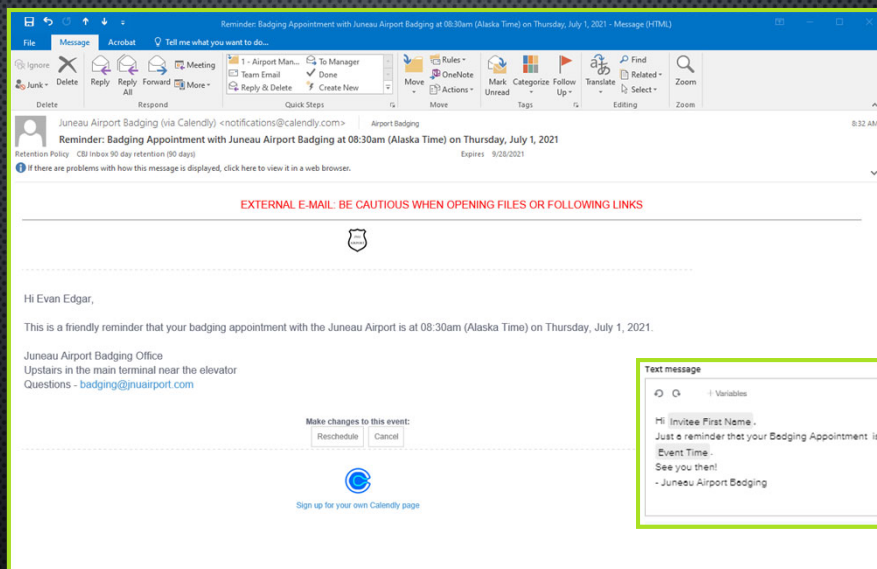 Reminder: Badging Appointment with Juneau Airport Badging at 08:30am (Alaska Time) on Thursday, July 1, 2021 - Message (HTML)
File Message Acrobat Tell me what you want to do...
Ignore
Junk
Delete
Reply
Reply All
Forward
Meeting
More
1 - Airport Man...
To Manager
Team Email
Done
Reply & Delete
Create New
Move
Rules
OneNote
Actions
Mark Unread
Categorize
Follow Up
Translate
Find
Related
Select
Zoom
Delete Respond Quick Steps Move Tags Editing Zoom
Juneau Airport Badging (via Calendly) <notifications@calendly.com> Airport Badging 8:32 AM
Reminder: Badging Appointment with Juneau Airport Badging at 08:30am (Alaska Time) on Thursday, July 1, 2021
Retention Policy CBJ Inbox 90 day retention (90 days) Expires 9/28/2021
If there are problems with how this message is displayed, click here to view it in a web browser.
EXTERNAL E-MAIL: BE CAUTIOUS WHEN OPENING FILES OR FOLLOWING LINKS
Hi Evan Edgar,
This is a friendly reminder that your badging appointment with the Juneau Airport is at 08:30am (Alaska Time) on Thursday, July 1, 2021.
Juneau Airport Badging Office
Upstairs in the main terminal near the elevator
Questions - badging@jnuairport.com
Make changes to this event:
Reschedule Cancel
Sign up for your own Calendly page
Text message
+ Variables
Hi Invitee First Name,
Just a reminder that your Badging Appointment is
Event Time.
See you then!
- Juneau Airport Badging